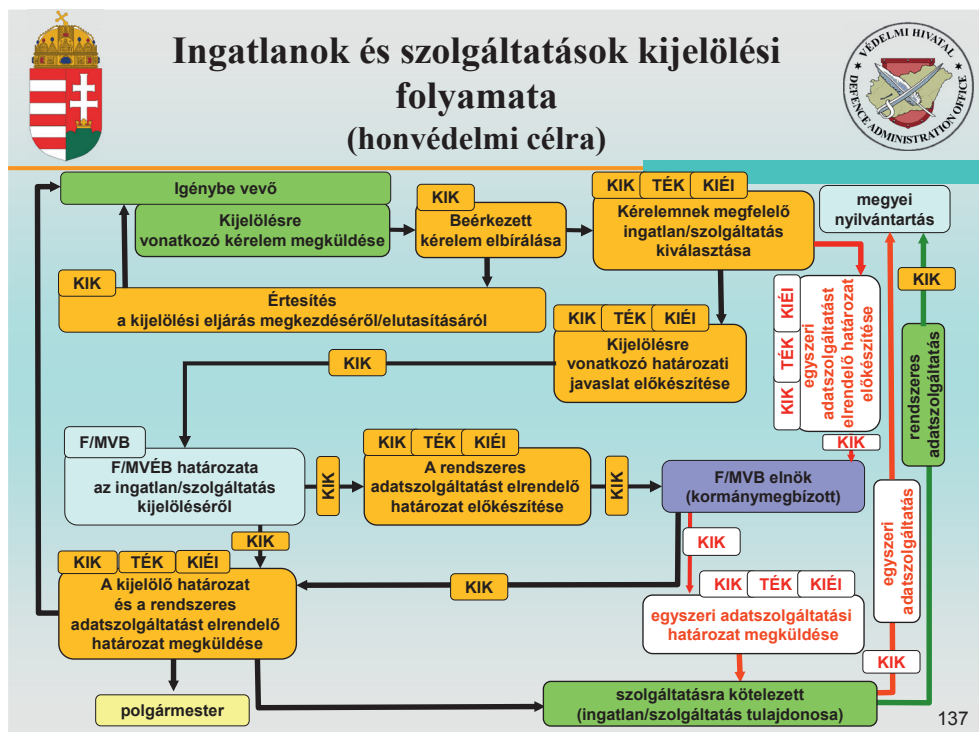 Ingatlanok és szolgáltatások kijelölési
folyamata
(honvédelmi célra)
VÉDELMI HIVATAL
DEFENCE ADMINISTRATION OFFICE
Igénybe vevő
Kijelölésre
vonatkozó kérelem megküldése
KIK
Beérkezett
kérelem elbírálása
KIK TÉK KIÉI
Kérelemnek megfelelő
ingatlan/szolgáltatás
kiválasztása
megyei
nyilvántartás
KIK
Értesítés
a kijelölési eljárás megkezdéséről/elutasításáról
KIK TÉK KIÉI
Kijelölésre
vonatkozó határozati
javaslat előkészítése
KIK
KIK TÉK KIÉI
egyszeri
adatszolgáltatást
elrendelő határozat
előkészítése
KIK
KIK
rendszeres
adatszolgáltatás
F/MVB
F/MVÉB határozata
az ingatlan/szolgáltatás
kijelöléséről
KIK
KIK TÉK KIÉI
A rendszeres
adatszolgáltatást elrendelő
határozat előkészítése
KIK
F/MVB elnök
(kormánymegbízott)
egyszeri
adatszolgáltatás
KIK
KIK
KIK TÉK KIÉI
A kijelölő határozat
és a rendszeres
adatszolgáltatást elrendelő
határozat megküldése
KIK
KIK TÉK KIÉI
egyszeri adatszolgáltatási
határozat megküldése
KIK
polgármester
szolgáltatásra kötelezett
(ingatlan/szolgáltatás tulajdonosa)
137